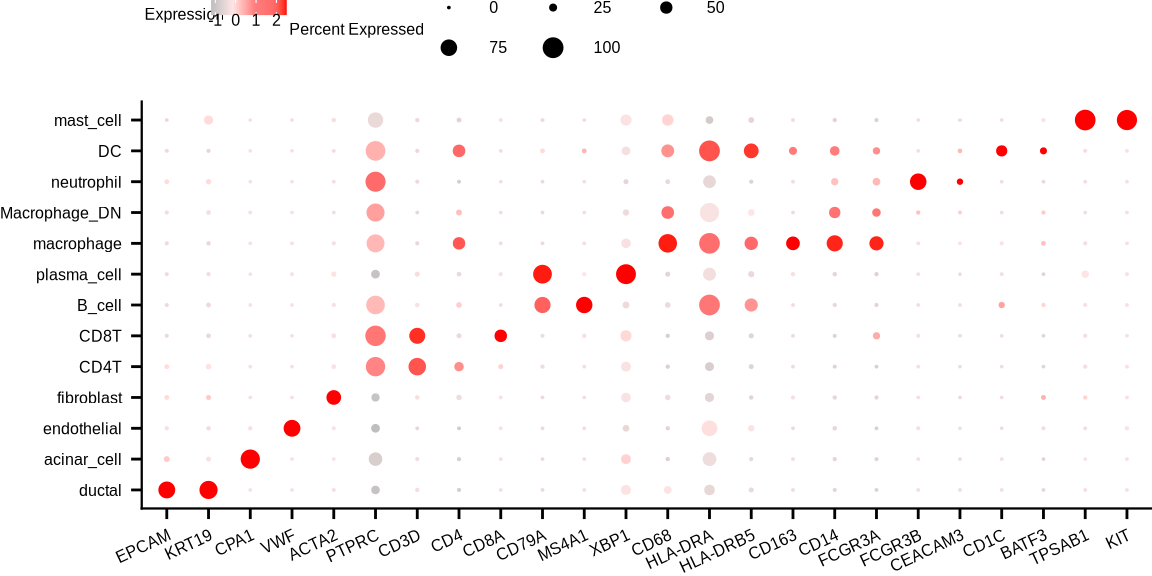 Expression
-1 0 1 2
Percent Expressed
0 25 50
75 100
mast_cell
DC
neutrophil
Macrophage_DN
macrophage
plasma_cell
B_cell
CD8T
CD4T
fibroblast
endothelial
acinar_cell
ductal
EPCAM KRT19 CPA1 VWF ACTA2 PTPRC CD3D CD4 CD8A CD79A MS4A1 XBP1 CD68 HLA-DRA HLA-DRB5 CD163 CD14 FCGR3A FCGR3B CEACAM3 CD1C BATF3 TPSAB1 KIT